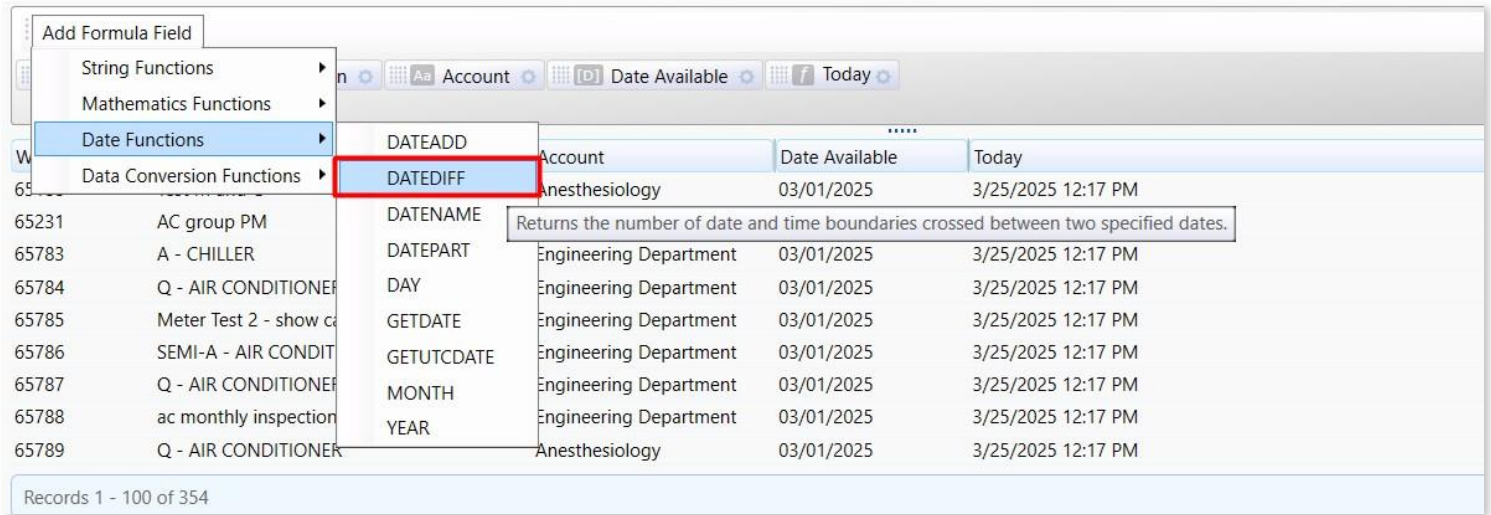 Add Formula Field
String Functions
n Aa Account [D] Date Available f Today
Mathematics Functions
Date Functions
DATEADD
W Account Date Available Today
Data Conversion Functions
DATEDIFF
Anesthesiology 03/01/2025 3/25/2025 12:17 PM
65231 AC group PM DATENAME
Returns the number of date and time boundaries crossed between two specified dates.
65783 A - CHILLER DATEPART Engineering Department 03/01/2025 3/25/2025 12:17 PM
65784 Q - AIR CONDITIONER DAY Engineering Department 03/01/2025 3/25/2025 12:17 PM
65785 Meter Test 2 - show ca GETDATE Engineering Department 03/01/2025 3/25/2025 12:17 PM
65786 SEMI-A - AIR CONDIT GETUTCDATE Engineering Department 03/01/2025 3/25/2025 12:17 PM
65787 Q - AIR CONDITIONER MONTH Engineering Department 03/01/2025 3/25/2025 12:17 PM
65788 ac monthly inspection YEAR Engineering Department 03/01/2025 3/25/2025 12:17 PM
65789 Q - AIR CONDITIONER Anesthesiology 03/01/2025 3/25/2025 12:17 PM
Records 1 - 100 of 354